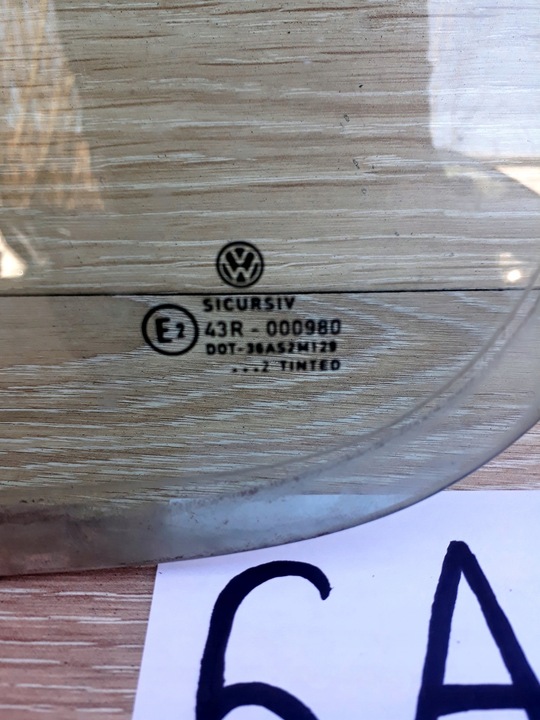 VW
SICURSIV
E2 43R - 000980
DOT-36AS2M129
...2 TINTED
6A